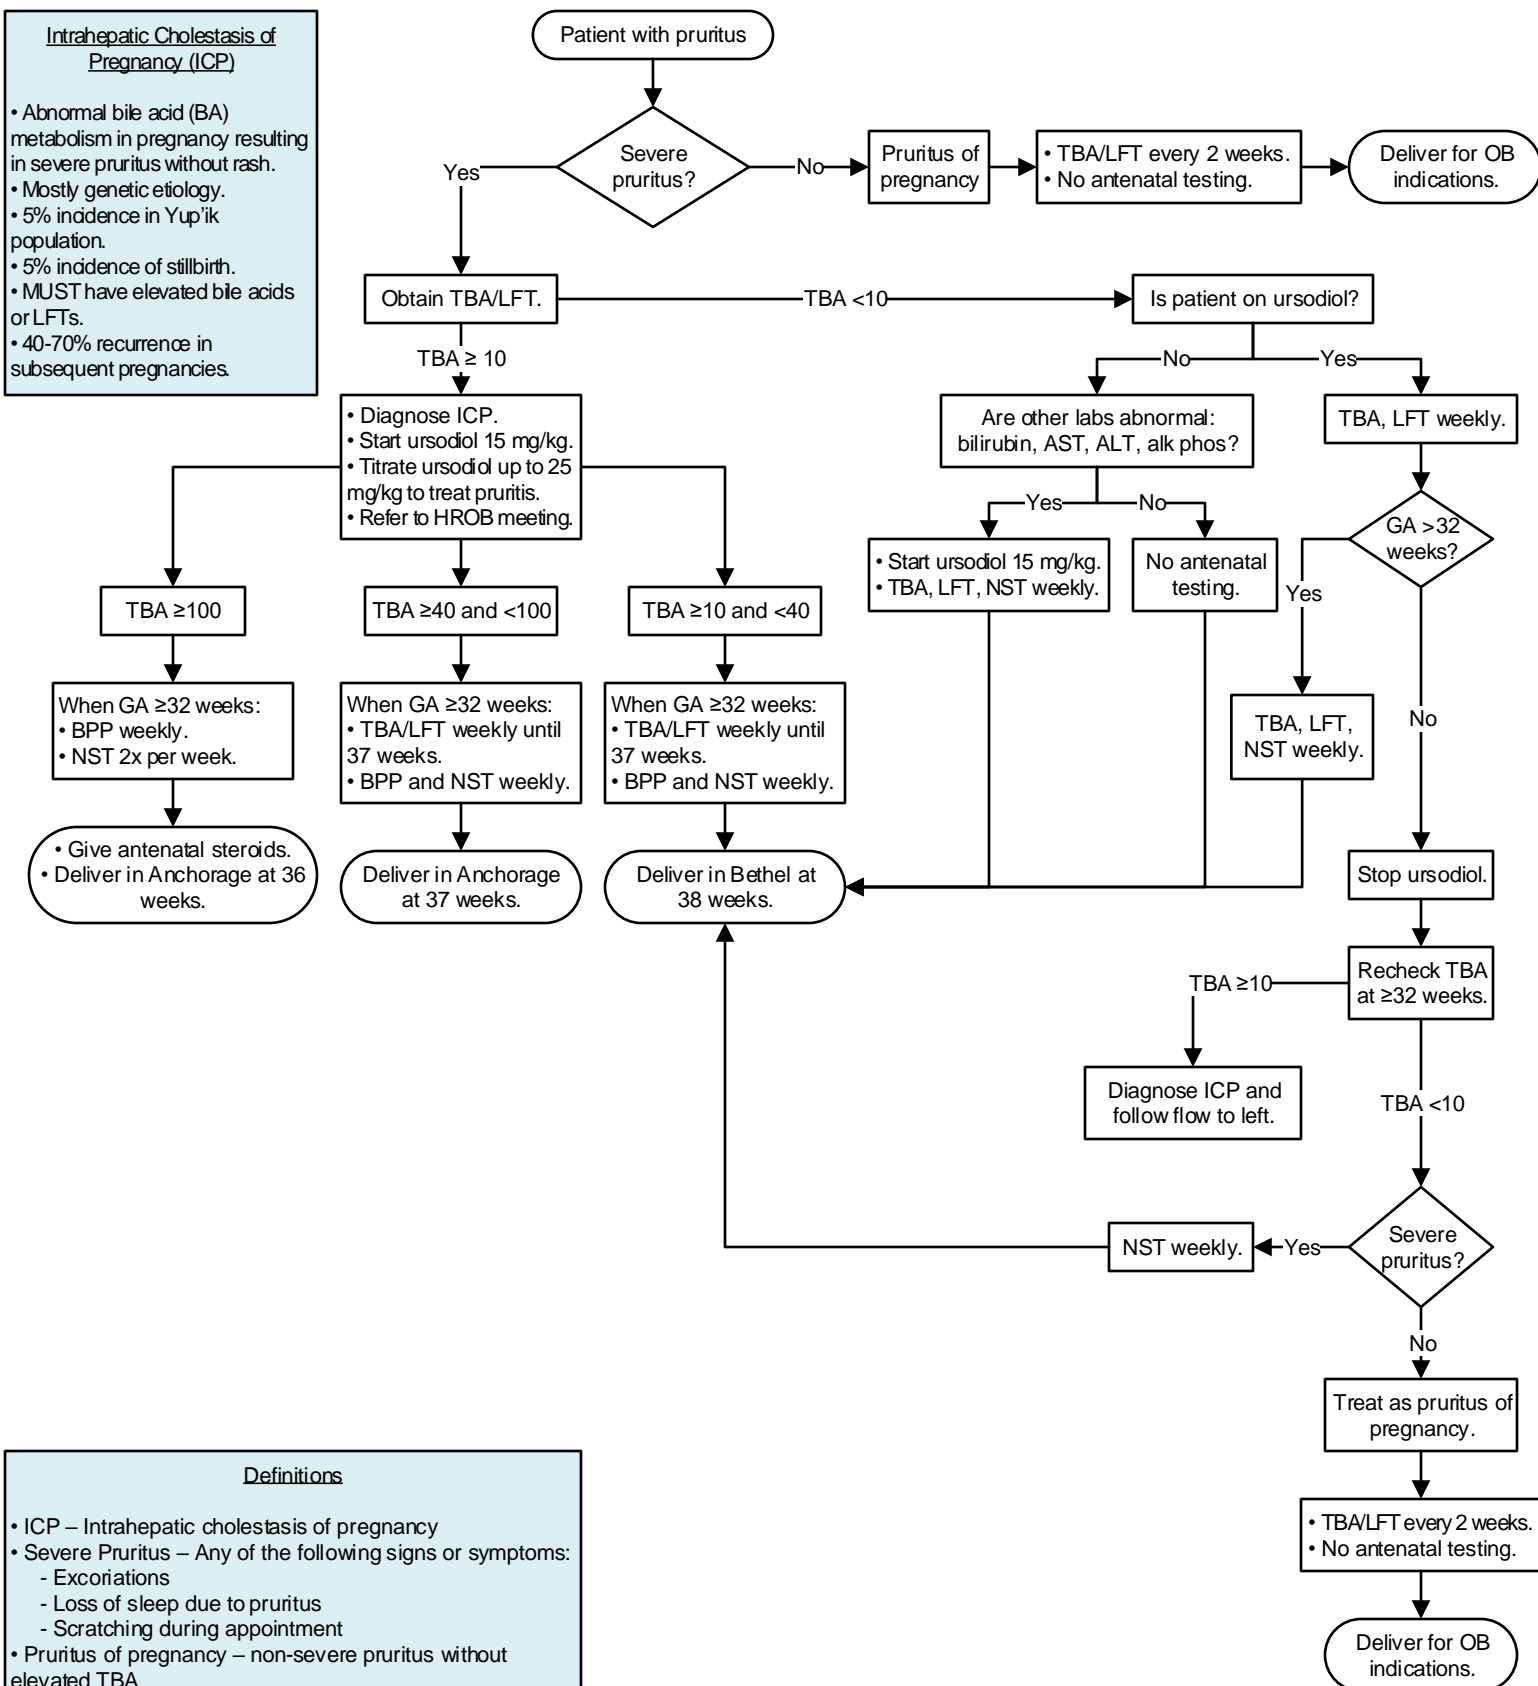 Intrahepatic Cholestasis of
Pregnancy (ICP)
• Abnormal bile acid (BA)
metabolism in pregnancy resulting
in severe pruritus without rash.
• Mostly genetic etiology.
• 5% incidence in Yup'ik
population.
• 5% incidence of stillbirth.
• MUST have elevated bile acids
or LFTs.
• 40-70% recurrence in
subsequent pregnancies.
Patient with pruritus
Severe
pruritus?
Yes
No
Pruritus of
pregnancy
• TBA/LFT every 2 weeks.
• No antenatal testing.
Deliver for OB
indications.
Obtain TBA/LFT.
TBA <10
Is patient on ursodiol?
TBA ≥ 10
No
Yes
• Diagnose ICP.
• Start ursodiol 15 mg/kg.
• Titrate ursodiol up to 25
mg/kg to treat pruritis.
• Refer to HROB meeting.
Are other labs abnormal:
bilirubin, AST, ALT, alk phos?
TBA, LFT weekly.
Yes
No
GA >32
weeks?
• Start ursodiol 15 mg/kg.
• TBA, LFT, NST weekly.
No antenatal
testing.
Yes
No
TBA ≥100
TBA ≥40 and <100
TBA ≥10 and <40
When GA ≥32 weeks:
• BPP weekly.
• NST 2x per week.
When GA ≥32 weeks:
• TBA/LFT weekly until
37 weeks.
• BPP and NST weekly.
When GA ≥32 weeks:
• TBA/LFT weekly until
37 weeks.
• BPP and NST weekly.
TBA, LFT,
NST weekly.
• Give antenatal steroids.
• Deliver in Anchorage at 36
weeks.
Deliver in Anchorage
at 37 weeks.
Deliver in Bethel at
38 weeks.
Stop ursodiol.
Recheck TBA
at ≥32 weeks.
TBA ≥10
Diagnose ICP and
follow flow to left.
TBA <10
Severe
pruritus?
Yes
NST weekly.
No
Treat as pruritus of
pregnancy.
• TBA/LFT every 2 weeks.
• No antenatal testing.
Deliver for OB
indications.
Definitions
• ICP – Intrahepatic cholestasis of pregnancy
• Severe Pruritus – Any of the following signs or symptoms:
- Excoriations
- Loss of sleep due to pruritus
- Scratching during appointment
• Pruritus of pregnancy – non-severe pruritus without
elevated TBA